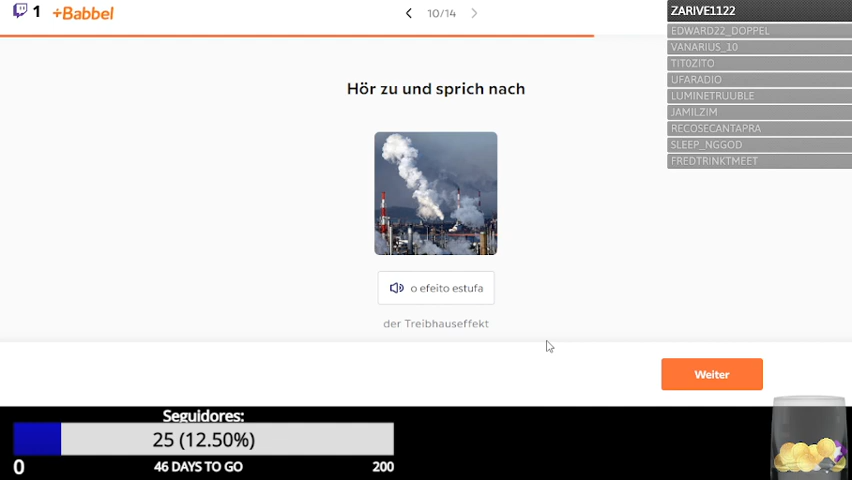 1 +Babbel
10/14
Hör zu und sprich nach
o efeito estufa
der Treibhauseffekt
Weiter
ZARIVE1122
EDWARD22_DOPPEL
VANARIUS_10
TIT0ZITO
UFARADIO
LUMINETRUUBLE
JAMILZIM
RECOSECANTAPRA
SLEEP_NGGOD
FREDTRINKTMEET
Seguidores:
25 (12.50%)
0 46 DAYS TO GO 200